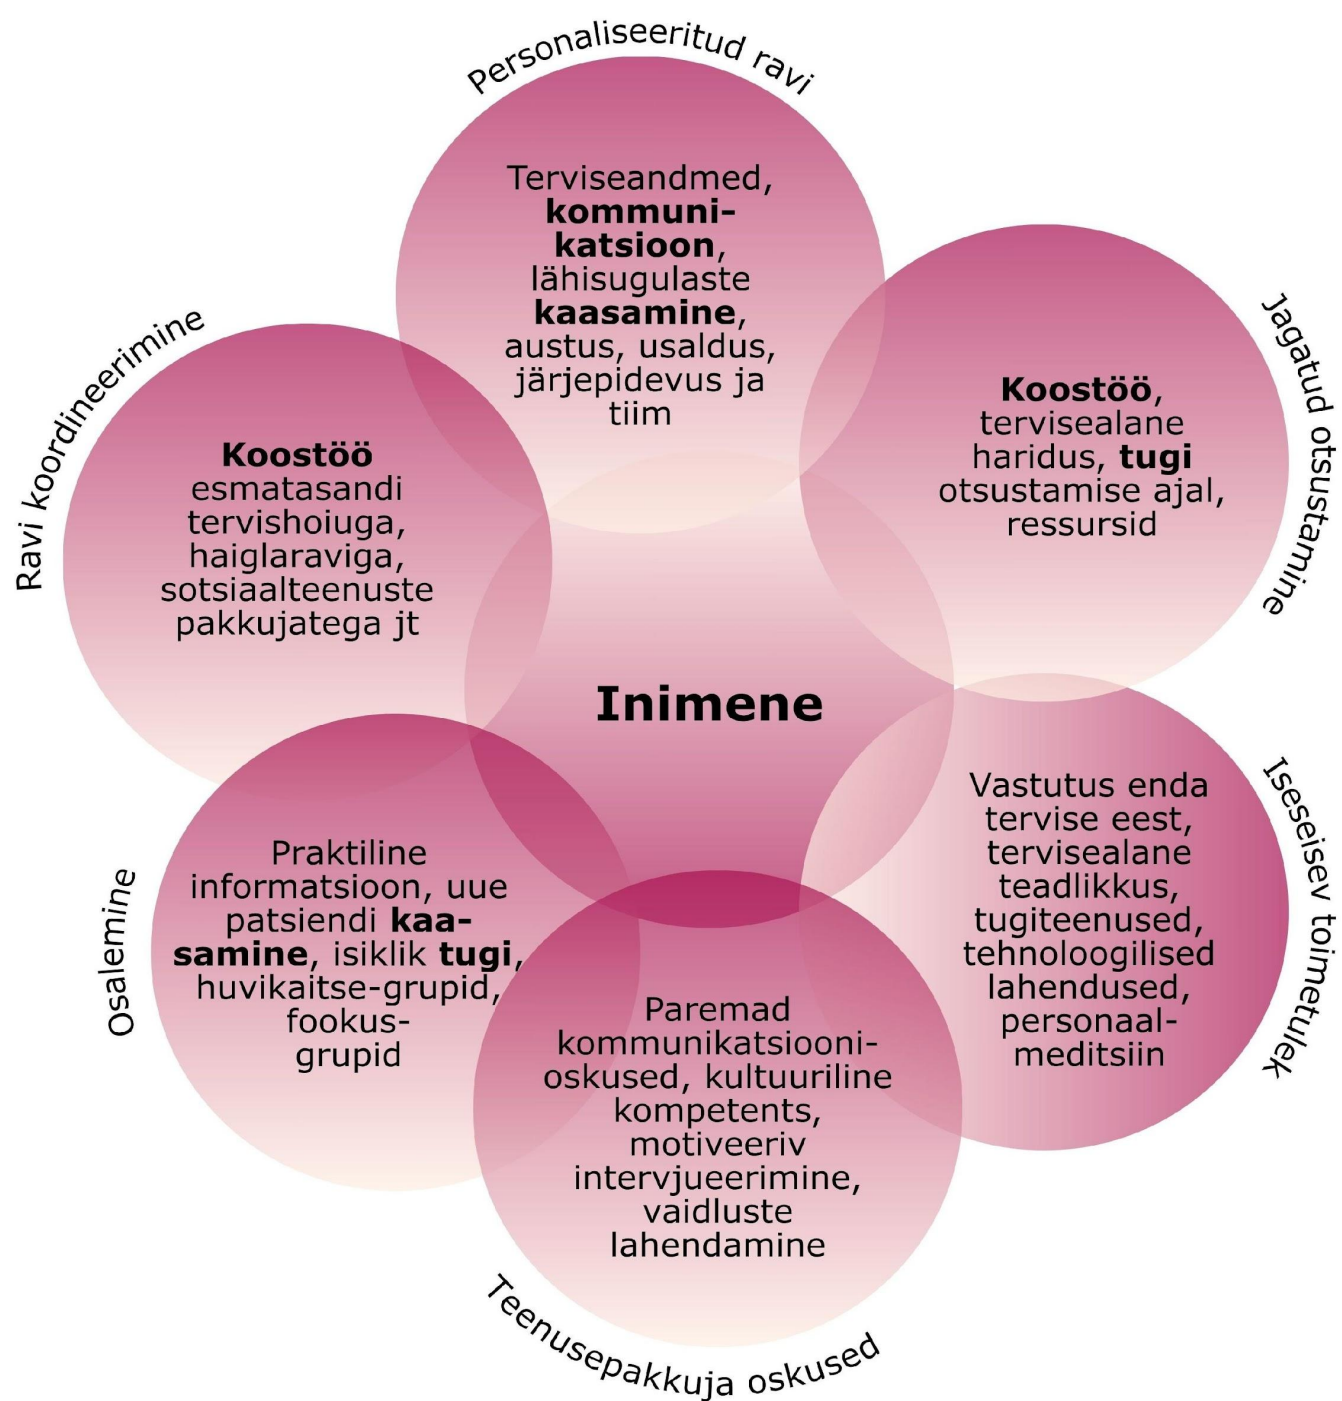 Personaliseeritud ravi
Terviseandmed,
kommuni-
katsioon,
lähisugulaste
kaasamine,
austus, usaldus,
järjepidevus ja
tiim
Jagatud otsustamine
Koostöö,
tervisealane
haridus, tugi
otsustamise ajal,
ressursid
Iseseisev toimetulek
Vastutus enda
tervise eest,
tervisealane
teadlikkus,
tugiteenused,
tehnoloogilised
lahendused,
personaal-
meditsiin
Teenusepakkuja oskused
Paremad
kommunikatsiooni-
oskused, kultuuriline
kompetents,
motiveeriv
intervjueerimine,
vaidluste
lahendamine
Osalemine
Praktiline
informatsioon, uue
patsiendi kaa-
samine, isiklik tugi,
huvikaitse-grupid,
fookus-
grupid
Ravi koordineerimine
Koostöö
esmatasandi
tervishoiuga,
haiglaraviga,
sotsiaalteenuste
pakkujatega jt
Inimene